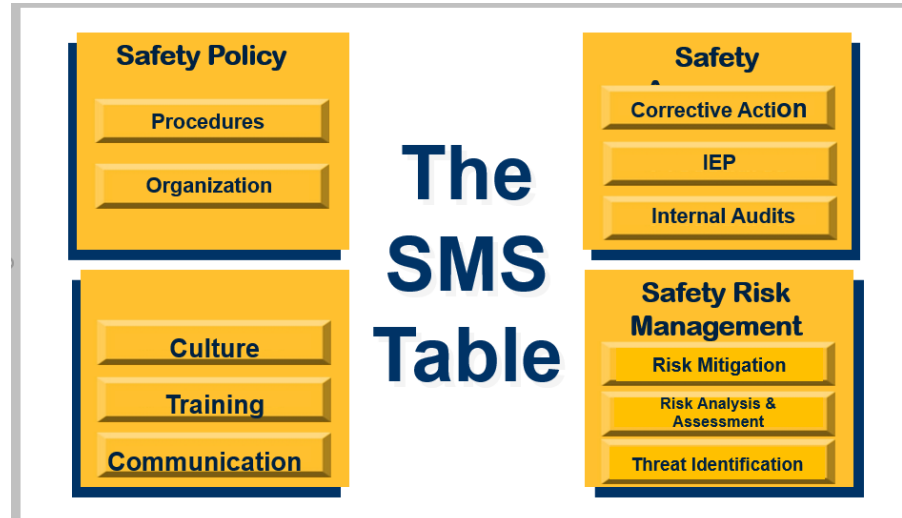 Safety Policy
Procedures
Organization
Culture
Training
Communication
The
SMS
Table
Safety
Corrective Action
IEP
Internal Audits
Safety Risk
Management
Risk Mitigation
Risk Analysis &
Assessment
Threat Identification